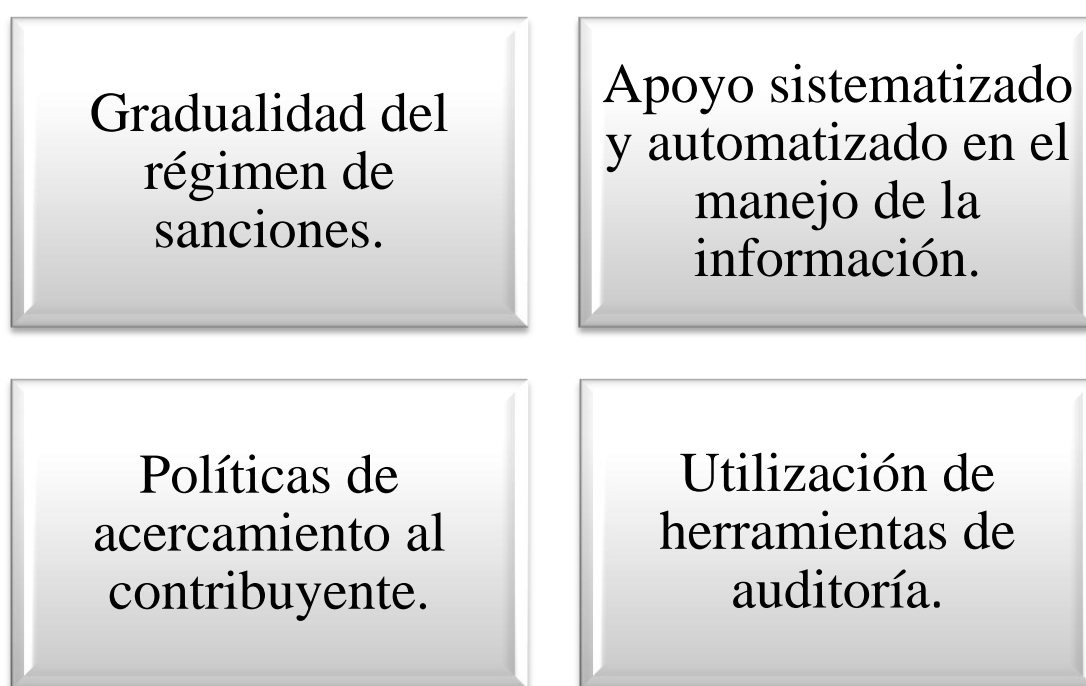 Gradualidad del
régimen de
sanciones.
Apoyo sistematizado
y automatizado en el
manejo de la
información.
Políticas de
acercamiento al
contribuyente.
Utilización de
herramientas de
auditoría.